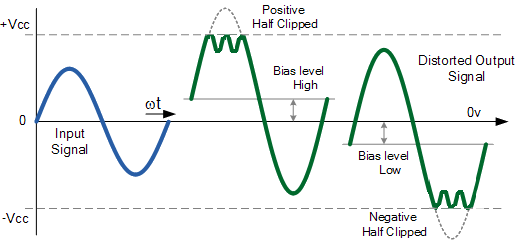 +Vcc
Positive
Half Clipped
Bias level
High
Distorted Output
Signal
ωt
0
0v
Input
Signal
Bias level
Low
-Vcc
Negative
Half Clipped